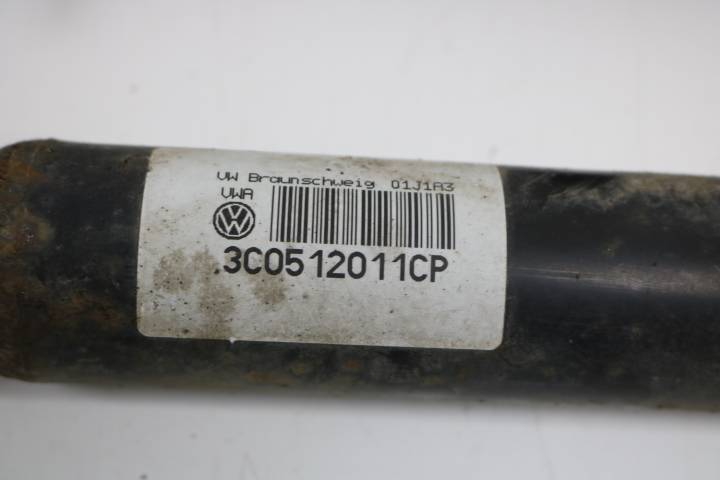 VW Braunschweig 01J1A3
VWA
3C0512011CP